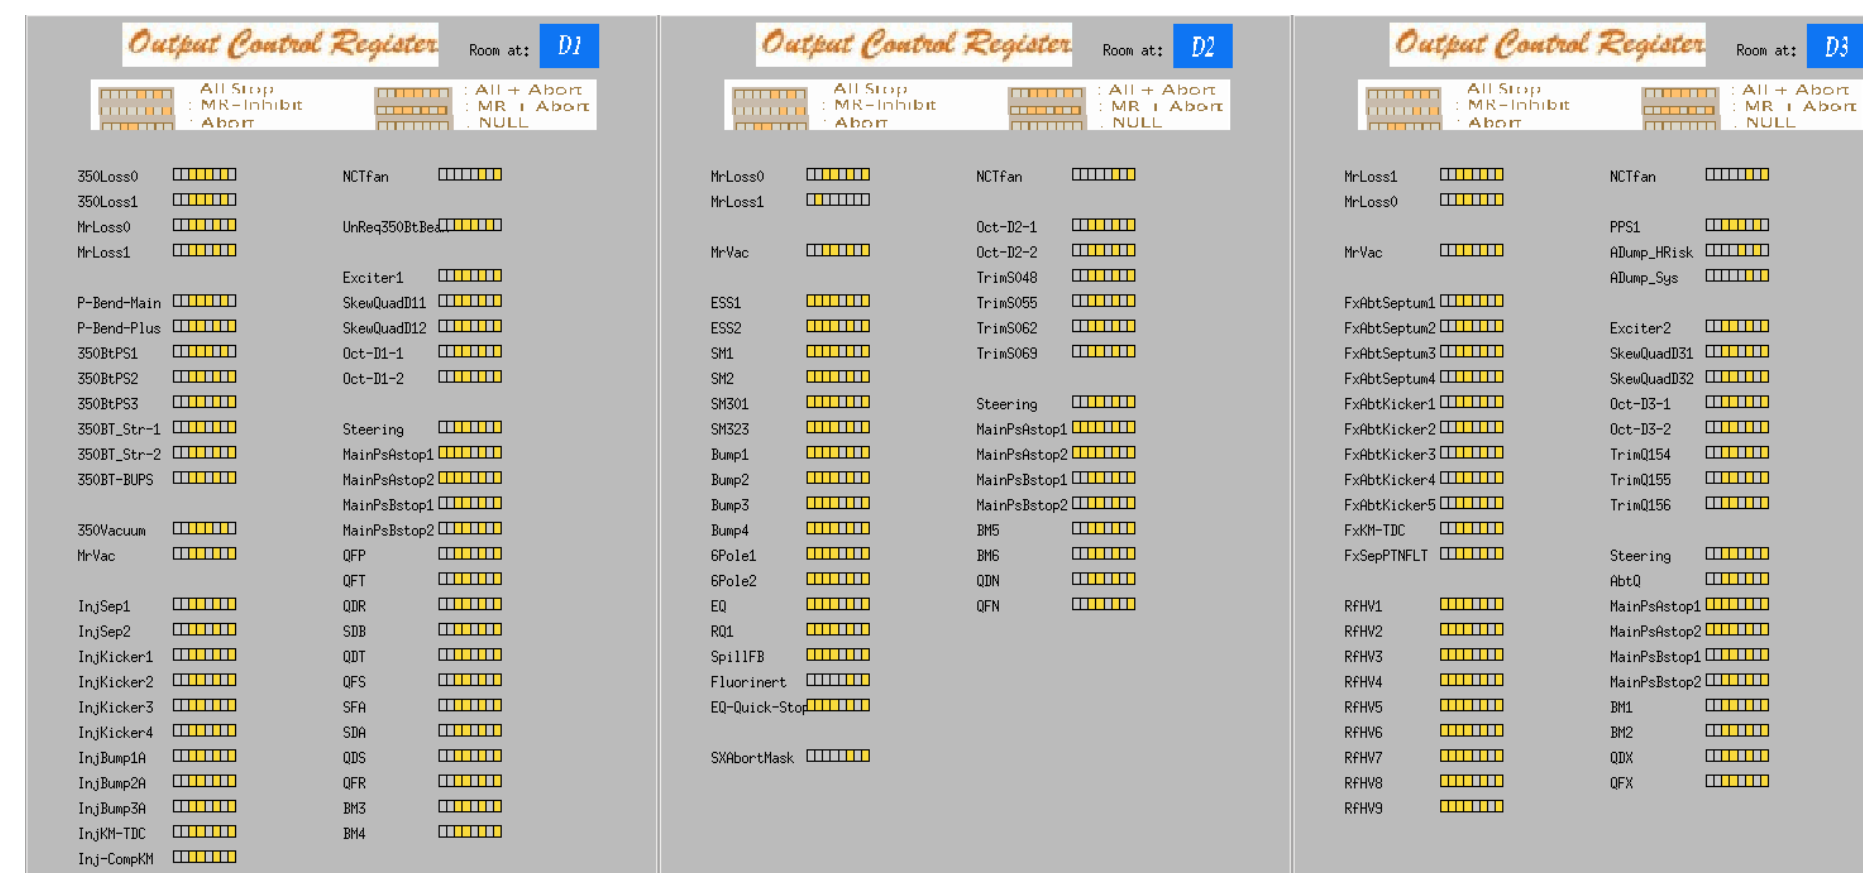 Output Control Register Room at: D1
All Stop : All + Abort
: MR-Inhibit : MR + Abort
: Abort . NULL
350Loss0 NCTfan
350Loss1
MrLoss0 UnReq350BtBea
MrLoss1
Exciter1
P-Bend-Main SkewQuadD11
P-Bend-Plus SkewQuadD12
350BtPS1 Oct-D1-1
350BtPS2 Oct-D1-2
350BtPS3
350BT_Str-1 Steering
350BT_Str-2 MainPsAstop1
350BT-BUPS MainPsAstop2
MainPsBstop1
350Vacuum MainPsBstop2
MrVac QFP
QFT
InjSep1 QDR
InjSep2 SDB
InjKicker1 QDT
InjKicker2 QFS
InjKicker3 SFA
InjKicker4 SDA
InjBump1A QDS
InjBump2A QFR
InjBump3A BM3
InjKM-TDC BM4
Inj-CompKM
Output Control Register Room at: D2
All Stop : All + Abort
: MR-Inhibit : MR + Abort
: Abort . NULL
MrLoss0 NCTfan
MrLoss1
Oct-D2-1
MrVac Oct-D2-2
TrimS048
ESS1 TrimS055
ESS2 TrimS062
SM1 TrimS069
SM2
SM301 Steering
SM323 MainPsAstop1
Bump1 MainPsAstop2
Bump2 MainPsBstop1
Bump3 MainPsBstop2
Bump4 BM5
6Pole1 BM6
6Pole2 QDN
EQ QFN
RQ1
SpillFB
Fluorinert
EQ-Quick-Stop
SXAbortMask
Output Control Register Room at: D3
All Stop : All + Abort
: MR-Inhibit : MR + Abort
: Abort . NULL
MrLoss1 NCTfan
MrLoss0
PPS1
MrVac ADump_HRisk
ADump_Sys
FxAbtSeptum1
FxAbtSeptum2 Exciter2
FxAbtSeptum3 SkewQuadD31
FxAbtSeptum4 SkewQuadD32
FxAbtKicker1 Oct-D3-1
FxAbtKicker2 Oct-D3-2
FxAbtKicker3 TrimQ154
FxAbtKicker4 TrimQ155
FxAbtKicker5 TrimQ156
FxKM-TDC
FxSepPTNFLT Steering
AbtQ
RfHV1 MainPsAstop1
RfHV2 MainPsAstop2
RfHV3 MainPsBstop1
RfHV4 MainPsBstop2
RfHV5 BM1
RfHV6 BM2
RfHV7 QDX
RfHV8 QFX
RfHV9